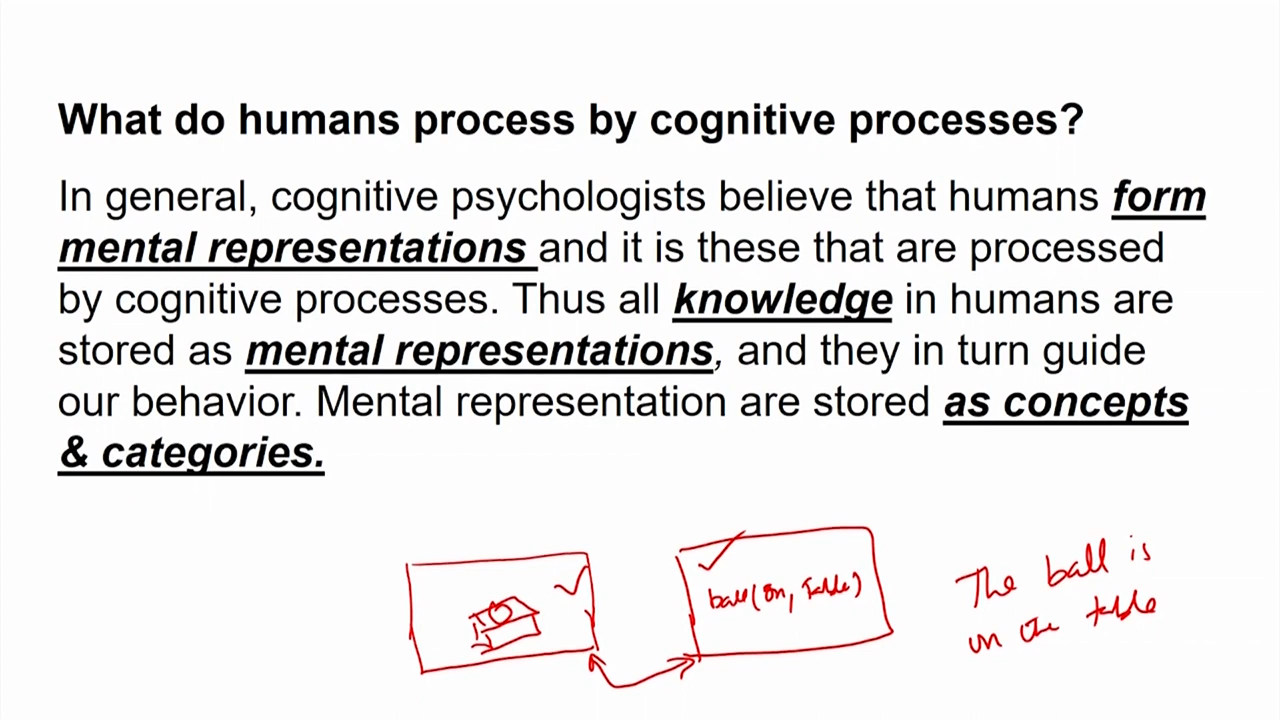 What do humans process by cognitive processes?
In general, cognitive psychologists believe that humans form
mental representations and it is these that are processed
by cognitive processes. Thus all knowledge in humans are
stored as mental representations, and they in turn guide
our behavior. Mental representation are stored as concepts
& categories.
ball(on, Table)
The ball is
on the table